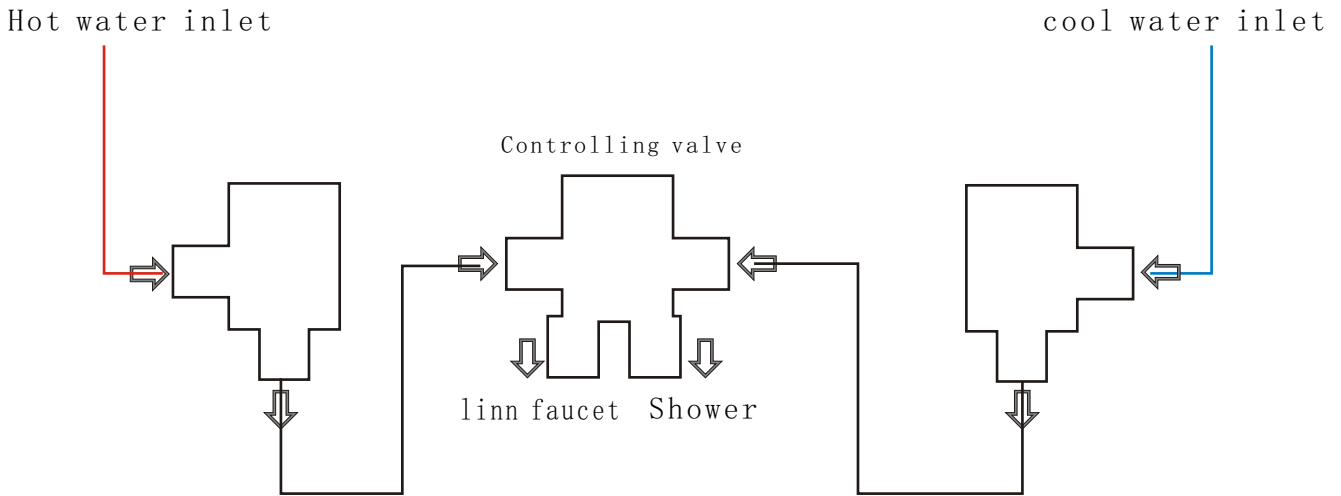 Hot water inlet
cool water inlet
Controlling valve
linn faucet
Shower